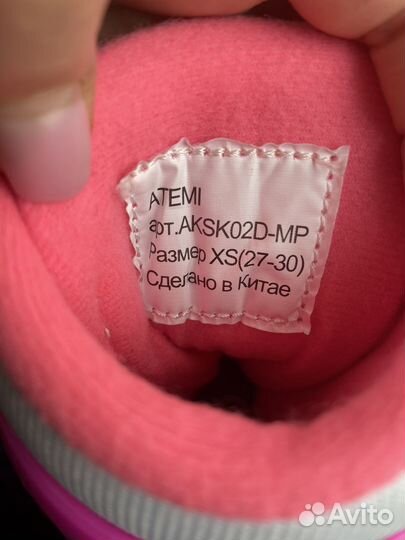 ATEMI
арт.AKSK02D-MP
Размер XS(27-30)
Сделано в Китае
Avito